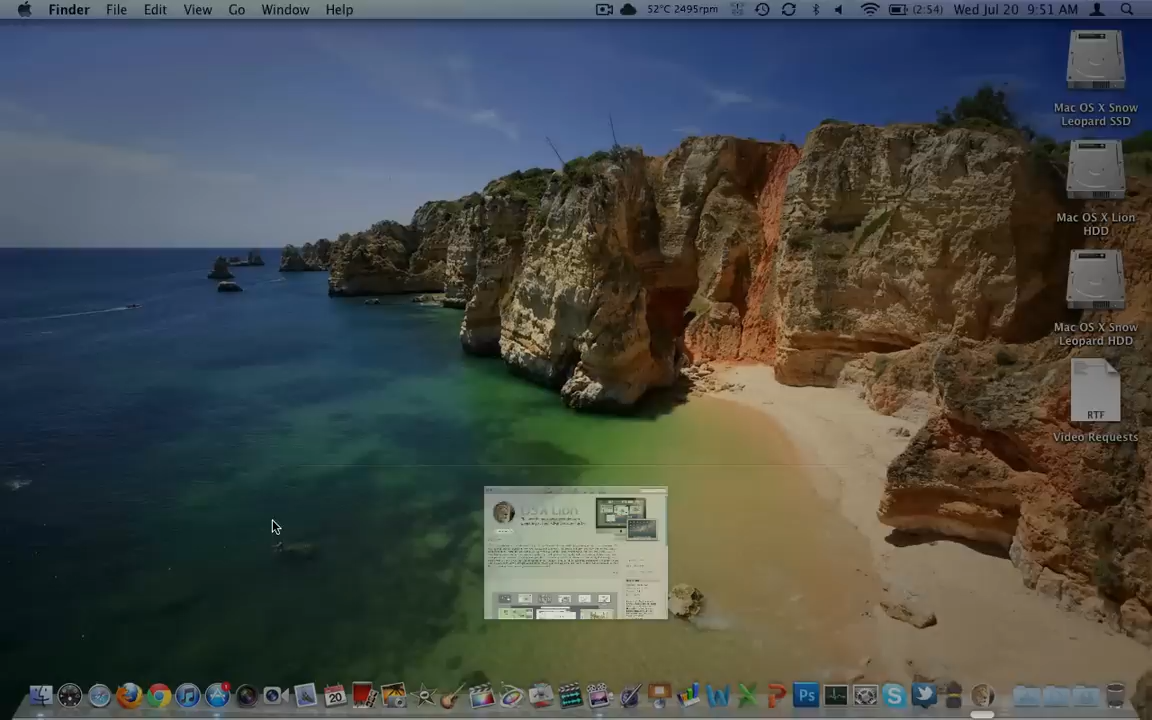 Finder File Edit View Go Window Help 52°C 2495rpm (2:54) Wed Jul 20 9:51 AM
Mac OS X Snow
Leopard SSD
Mac OS X Lion
HDD
Mac OS X Snow
Leopard HDD
RTF
Video Requests
OS X Lion
20
Ps